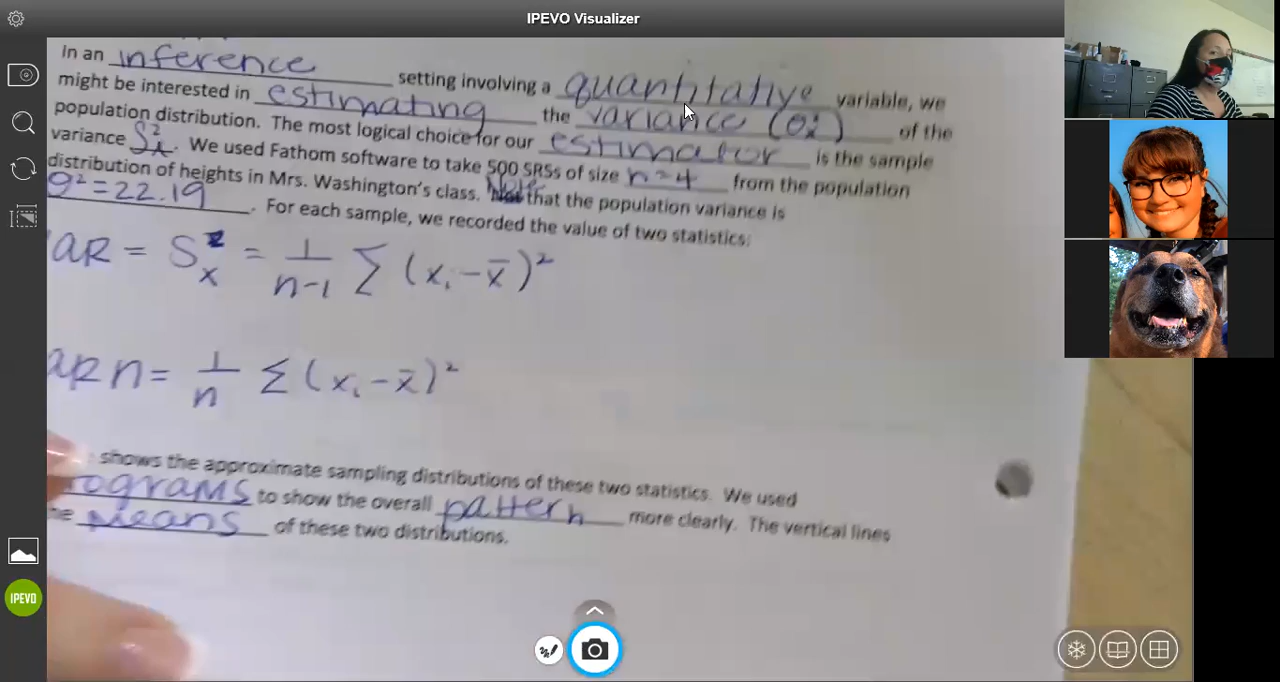 IPEVO Visualizer
In an inference setting involving a quantitative variable, we
might be interested in estimating the variance (σ²ₓ) of the
population distribution. The most logical choice for our estimator is the sample
variance S²ₓ. We used Fathom software to take 500 SRSs of size n=4 from the population
distribution of heights in Mrs. Washington's class. Note that the population variance is
σ²=22.19. For each sample, we recorded the value of two statistics:
aR = S²ₓ = 1/n-1 Σ (xᵢ - x̄)²
aR n = 1/n Σ (xᵢ - x̄)²
shows the approximate sampling distributions of these two statistics. We used
ograms to show the overall pattern more clearly. The vertical lines
means of these two distributions.
IPEVO